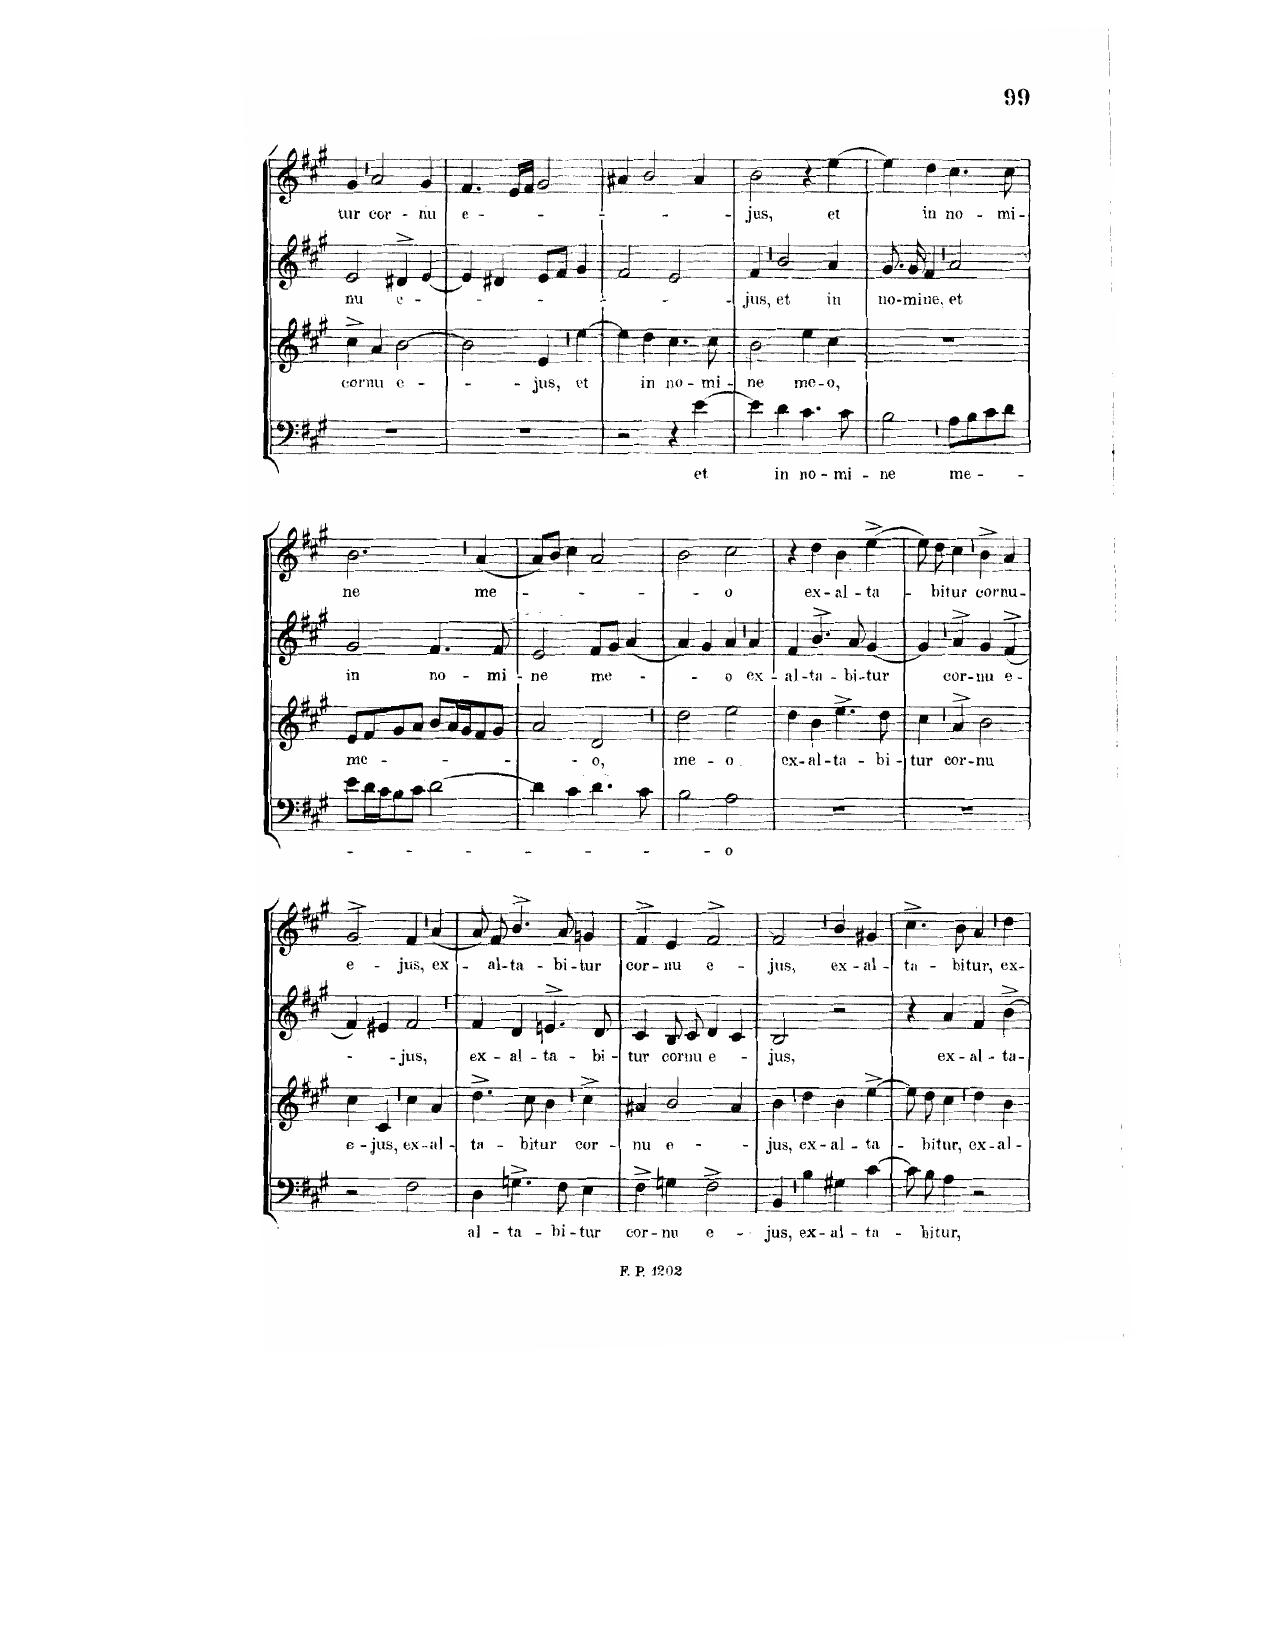 99
tur cor - nu e - - - - - - jus, et in no - mi -
nu e - - - - - - jus, et in no-mine, et
cornu e - - - jus, et in no - mi - ne me-o,
et in no - mi - ne me - -
ne me - - - - o ex - al - ta - bitur cornu-
in no - mi - ne me - - o ex - al - ta - bi - tur cor - nu e -
me - - - - o, me - o ex - al - ta - bi - tur cor - nu
- - - - - - - o
e - jus, ex - al - ta - bi - tur cor - nu e - jus, ex - al - ta - bitur, ex-
- - jus, ex - al - ta - bi - tur cornu e - jus, ex - al - ta-
e - jus, ex - al - ta - bitur cor - nu e - - jus, ex - al - ta - bitur, ex - al -
al - ta - bi - tur cor - nu e - jus, ex - al - ta - bitur,
F. P. 1202